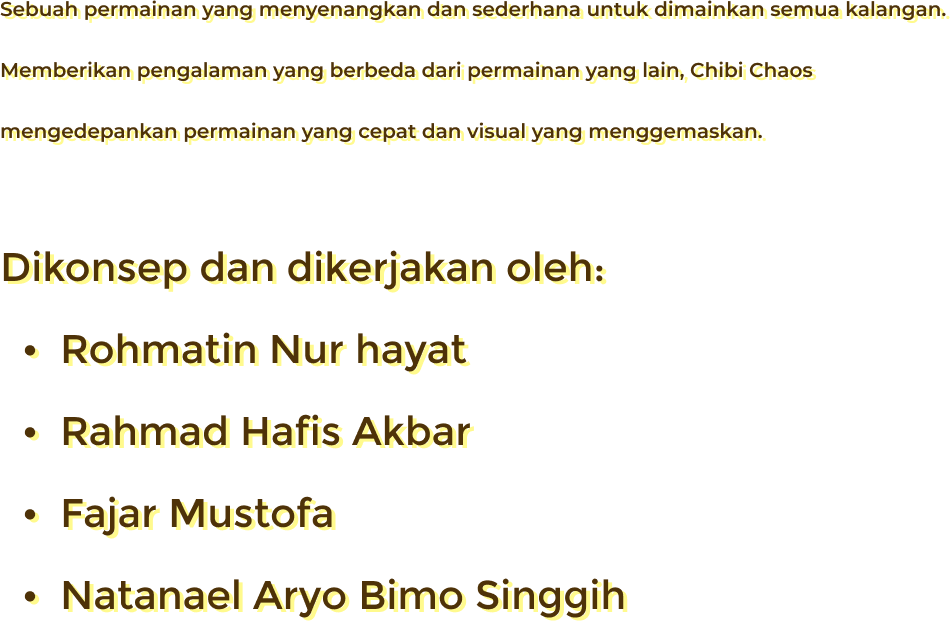 Sebuah permainan yang menyenangkan dan sederhana untuk dimainkan semua kalangan.
Memberikan pengalaman yang berbeda dari permainan yang lain, Chibi Chaos
mengedepankan permainan yang cepat dan visual yang menggemaskan.
Dikonsep dan dikerjakan oleh:
• Rohmatin Nur hayat
• Rahmad Hafis Akbar
• Fajar Mustofa
• Natanael Aryo Bimo Singgih